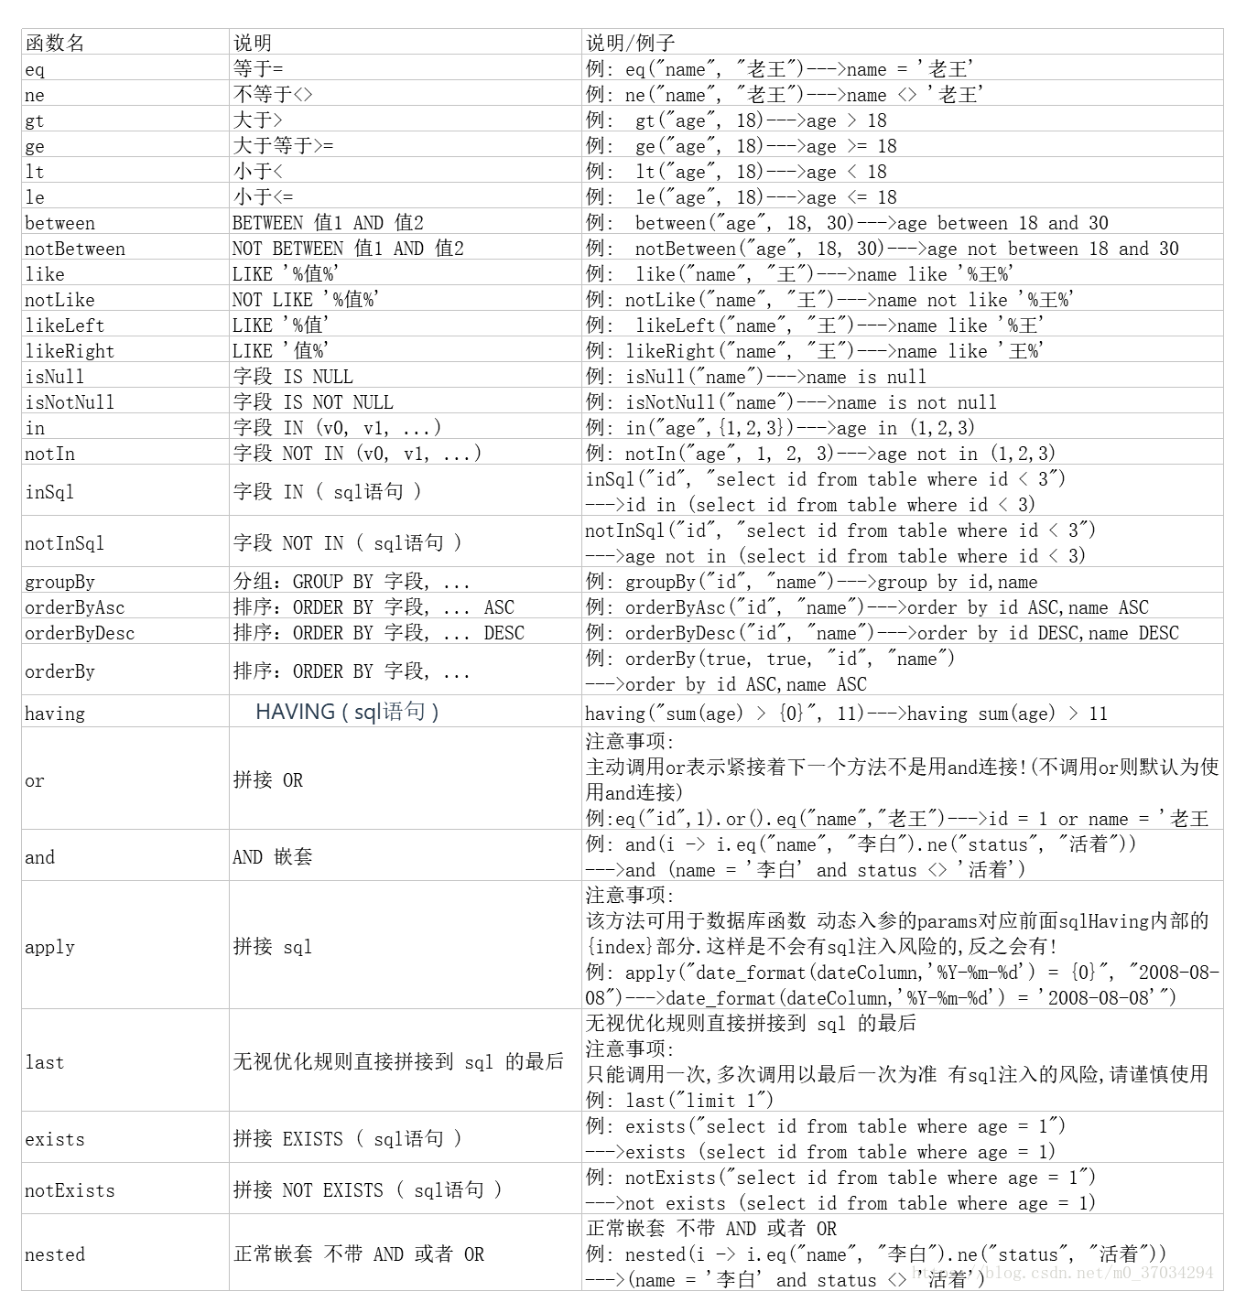 函数名 说明 说明/例子
eq 等于= 例: eq("name", "老王")--->name = '老王'
ne 不等于<> 例: ne("name", "老王")--->name <> '老王'
gt 大于> 例: gt("age", 18)--->age > 18
ge 大于等于>= 例: ge("age", 18)--->age >= 18
lt 小于< 例: lt("age", 18)--->age < 18
le 小于<= 例: le("age", 18)--->age <= 18
between BETWEEN 值1 AND 值2 例: between("age", 18, 30)--->age between 18 and 30
notBetween NOT BETWEEN 值1 AND 值2 例: notBetween("age", 18, 30)--->age not between 18 and 30
like LIKE '%值%' 例: like("name", "王")--->name like '%王%'
notLike NOT LIKE '%值%' 例: notLike("name", "王")--->name not like '%王%'
likeLeft LIKE '%值' 例: likeLeft("name", "王")--->name like '%王'
likeRight LIKE '值%' 例: likeRight("name", "王")--->name like '王%'
isNull 字段 IS NULL 例: isNull("name")--->name is null
isNotNull 字段 IS NOT NULL 例: isNotNull("name")--->name is not null
in 字段 IN (v0, v1, ...) 例: in("age",{1,2,3})--->age in (1,2,3)
notIn 字段 NOT IN (v0, v1, ...) 例: notIn("age", 1, 2, 3)--->age not in (1,2,3)
inSql 字段 IN ( sql语句 ) inSql("id", "select id from table where id < 3")
--->id in (select id from table where id < 3)
notInSql 字段 NOT IN ( sql语句 ) notInSql("id", "select id from table where id < 3")
--->age not in (select id from table where id < 3)
groupBy 分组: GROUP BY 字段, ... 例: groupBy("id", "name")--->group by id,name
orderByAsc 排序: ORDER BY 字段, ... ASC 例: orderByAsc("id", "name")--->order by id ASC,name ASC
orderByDesc 排序: ORDER BY 字段, ... DESC 例: orderByDesc("id", "name")--->order by id DESC,name DESC
orderBy 排序: ORDER BY 字段, ... 例: orderBy(true, true, "id", "name")
--->order by id ASC,name ASC
having HAVING ( sql语句 ) having("sum(age) > {0}", 11)--->having sum(age) > 11
or 拼接 OR 注意事项:
主动调用or表示紧接着下一个方法不是用and连接!(不调用or则默认为使
用and连接)
例:eq("id",1).or().eq("name","老王")--->id = 1 or name = '老王
and AND 嵌套 例: and(i -> i.eq("name", "李白").ne("status", "活着"))
--->and (name = '李白' and status <> '活着')
apply 拼接 sql 注意事项:
该方法可用于数据库函数 动态入参的params对应前面sqlHaving内部的
{index}部分.这样是不会有sql注入风险的,反之会有!
例: apply("date_format(dateColumn,'%Y-%m-%d') = {0}", "2008-08-
08")--->date_format(dateColumn,'%Y-%m-%d') = '2008-08-08'")
last 无视优化规则直接拼接到 sql 的最后 无视优化规则直接拼接到 sql 的最后
注意事项:
只能调用一次,多次调用以最后一次为准 有sql注入的风险,请谨慎使用
例: last("limit 1")
exists 拼接 EXISTS ( sql语句 ) 例: exists("select id from table where age = 1")
--->exists (select id from table where age = 1)
notExists 拼接 NOT EXISTS ( sql语句 ) 例: notExists("select id from table where age = 1")
--->not exists (select id from table where age = 1)
nested 正常嵌套 不带 AND 或者 OR 正常嵌套 不带 AND 或者 OR
例: nested(i -> i.eq("name", "李白").ne("status", "活着"))
--->(name = '李白' and status <> '活着')
https://blog.csdn.net/m0_37034294